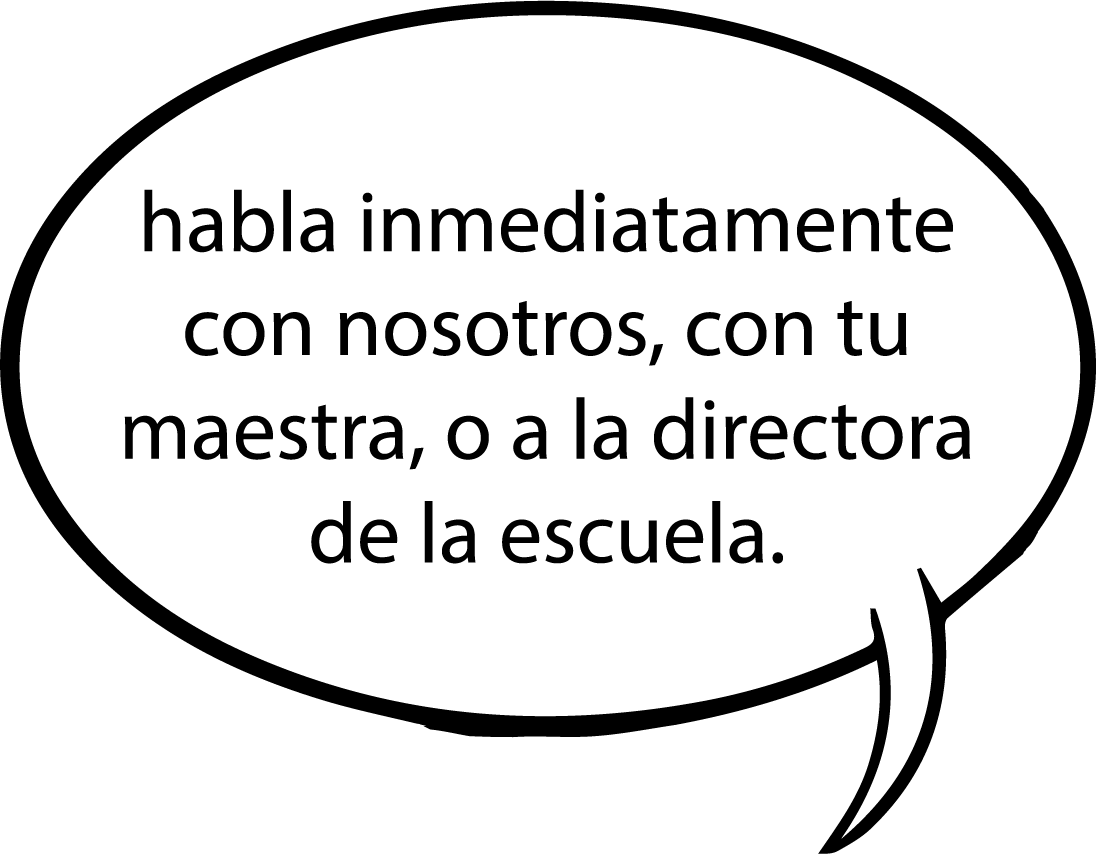 habla inmediatamente
con nosotros, con tu
maestra, o a la directora
de la escuela.